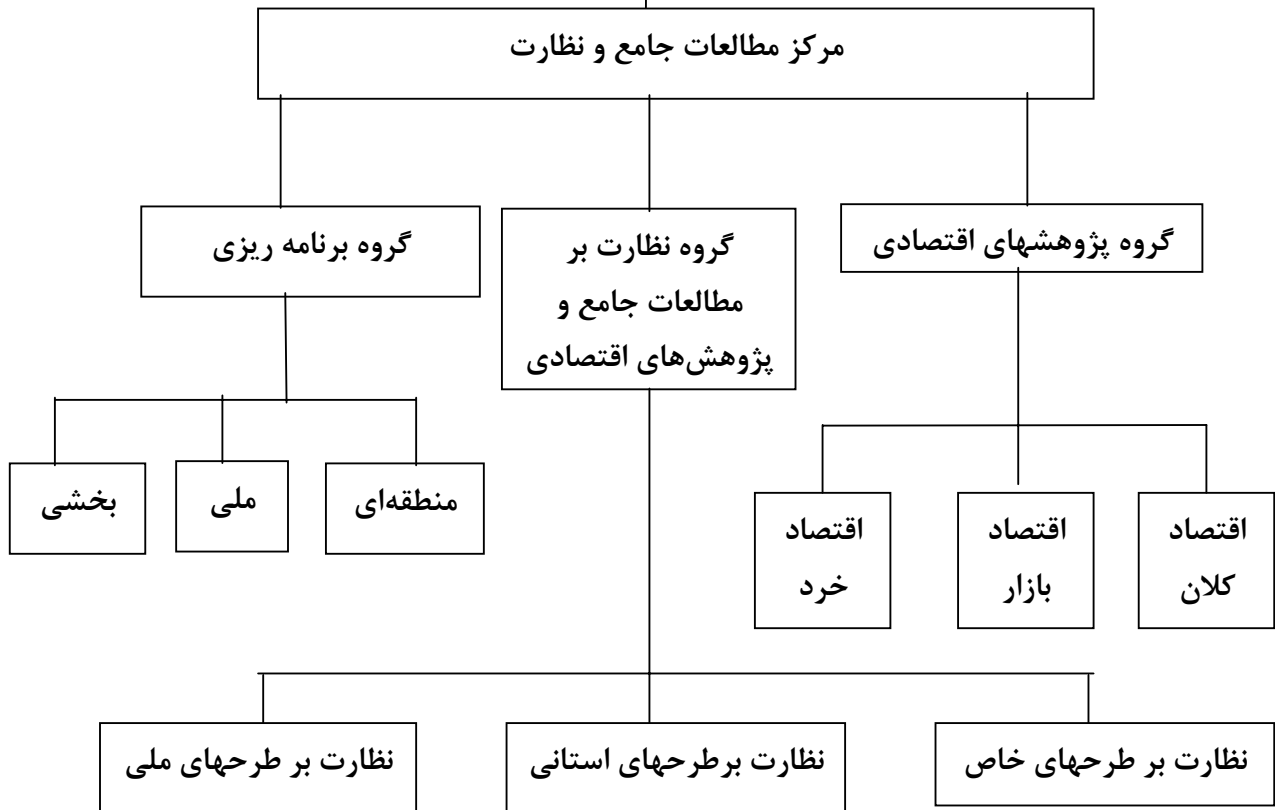 مرکز مطالعات جامع و نظارت
گروه پژوهشهای اقتصادی
گروه نظارت بر
مطالعات جامع و
پژوهش‌های اقتصادی
گروه برنامه ریزی
منطقه‌ای
ملی
بخشی
اقتصاد
کلان
اقتصاد
بازار
اقتصاد
خرد
نظارت بر طرحهای خاص
نظارت برطرحهای استانی
نظارت بر طرحهای ملی